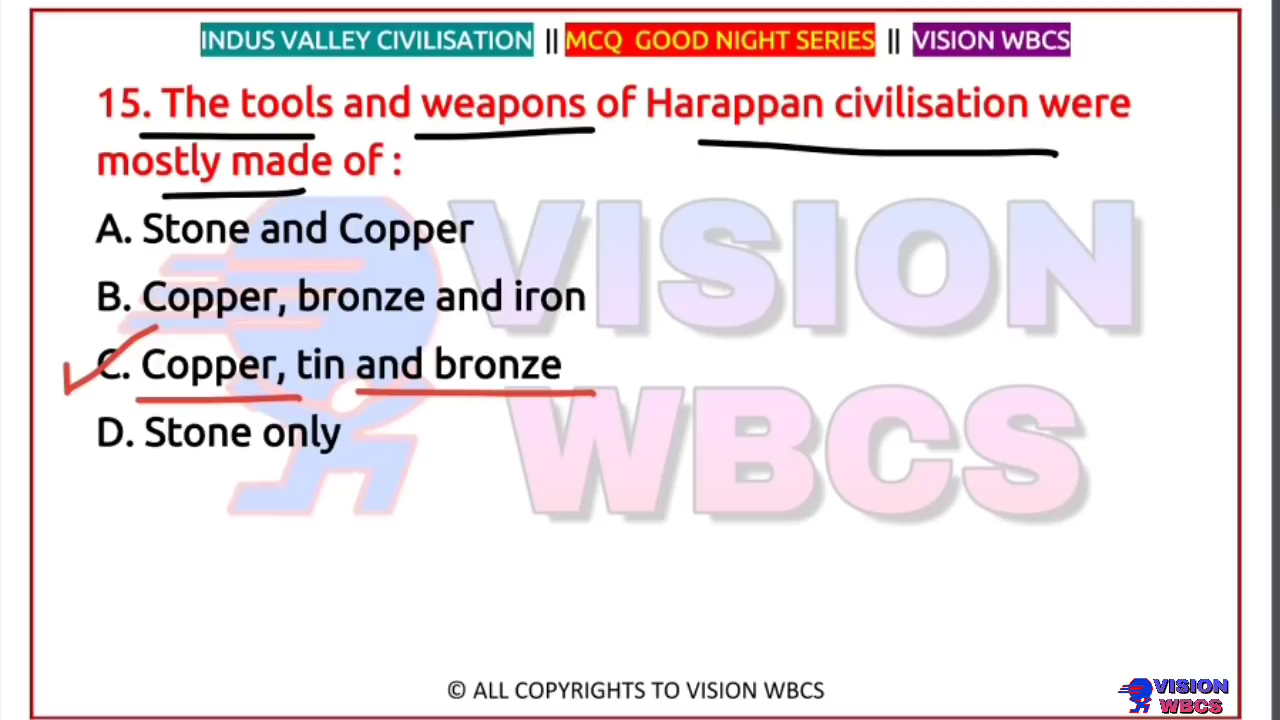 INDUS VALLEY CIVILISATION || MCQ GOOD NIGHT SERIES || VISION WBCS
15. The tools and weapons of Harappan civilisation were
mostly made of :
A. Stone and Copper
B. Copper, bronze and iron
C. Copper, tin and bronze
D. Stone only
VISION
WBCS
© ALL COPYRIGHTS TO VISION WBCS
VISION
WBCS